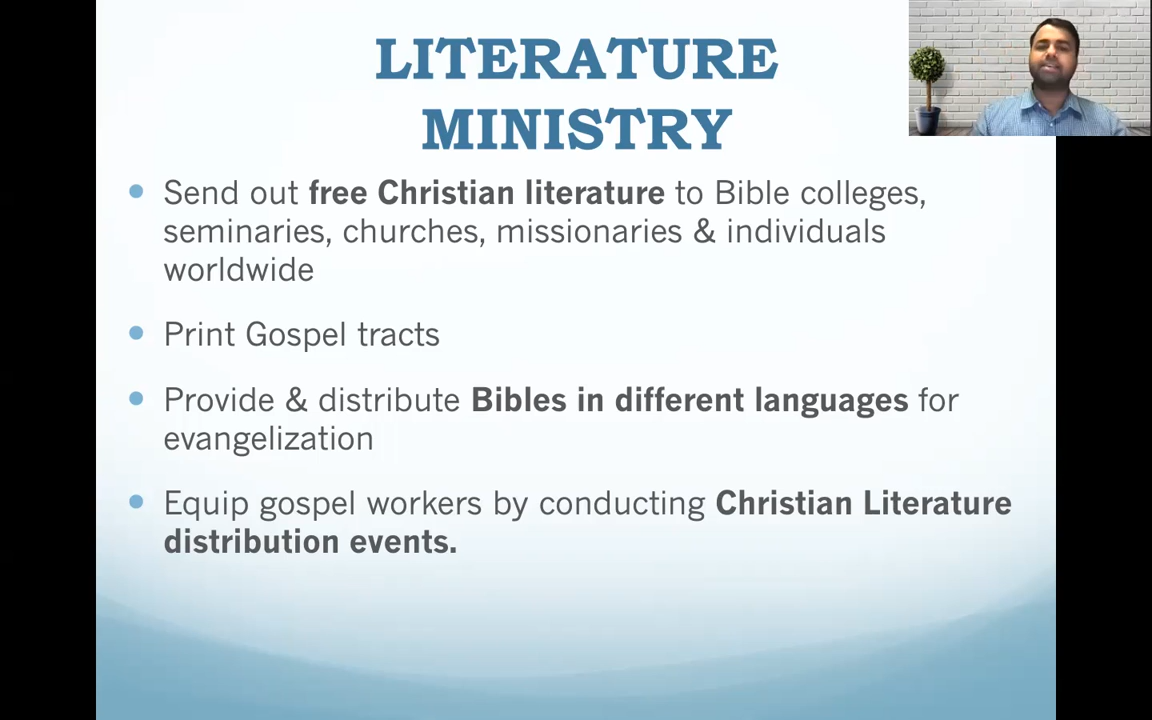 LITERATURE
MINISTRY
Send out free Christian literature to Bible colleges,
seminaries, churches, missionaries & individuals
worldwide
Print Gospel tracts
Provide & distribute Bibles in different languages for
evangelization
Equip gospel workers by conducting Christian Literature
distribution events.